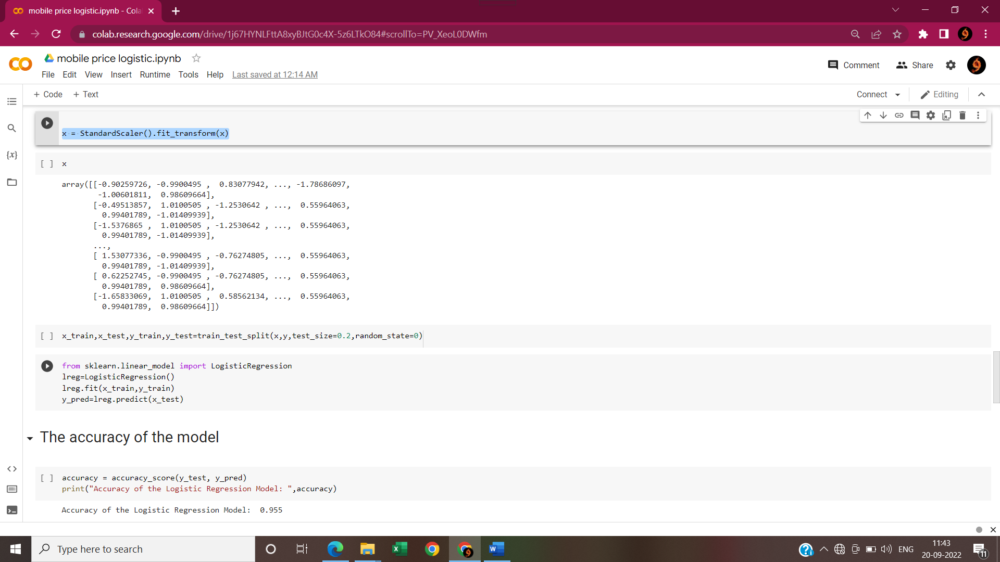 mobile price logistic.ipynb - Cola
colab.research.google.com/drive/1j67HYNLFttA8xyBJtG0c4X-5z6LTkO84#scrollTo=PV_XeoL0DWfm
mobile price logistic.ipynb
File Edit View Insert Runtime Tools Help Last saved at 12:14 AM
Comment Share
+ Code + Text
Connect Editing
x = StandardScaler().fit_transform(x)
[ ] x
array([[-0.90259726, -0.9900495 ,  0.83077942, ..., -1.78686097,
-1.00601811,  0.98609664],
[-0.49513857,  1.0100505 , -1.2530642 , ...,  0.55964063,
0.99401789, -1.01409939],
[-1.5376865 ,  1.0100505 , -1.2530642 , ...,  0.55964063,
0.99401789, -1.01409939],
...,
[ 1.53077336, -0.9900495 , -0.76274805, ...,  0.55964063,
0.99401789, -1.01409939],
[ 0.62252745, -0.9900495 , -0.76274805, ...,  0.55964063,
0.99401789,  0.98609664],
[-1.65833069,  1.0100505 ,  0.58562134, ...,  0.55964063,
0.99401789,  0.98609664]])
[ ] x_train,x_test,y_train,y_test=train_test_split(x,y,test_size=0.2,random_state=0)
from sklearn.linear_model import LogisticRegression
lreg=LogisticRegression()
lreg.fit(x_train,y_train)
y_pred=lreg.predict(x_test)
The accuracy of the model
[ ] accuracy = accuracy_score(y_test, y_pred)
print("Accuracy of the Logistic Regression Model: ",accuracy)
Accuracy of the Logistic Regression Model:  0.955
Type here to search
ENG
11:43
20-09-2022
11